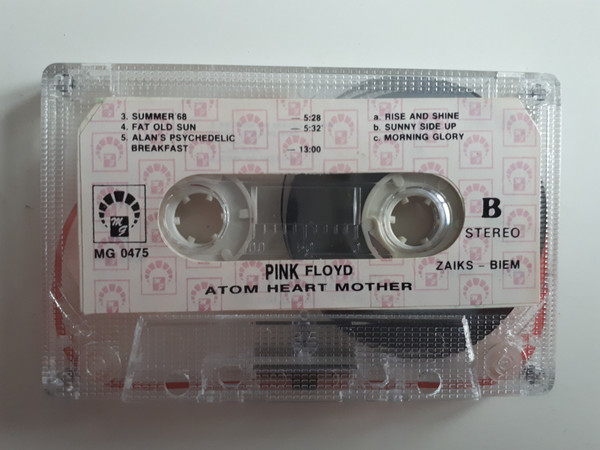 3. SUMMER'68 — 5:28
4. FAT OLD SUN — 5:32
5. ALAN'S PSYCHEDELIC
BREAKFAST — 13:00
a. RISE AND SHINE
b. SUNNY SIDE UP
c. MORNING GLORY
MG
MG 0475
B
STEREO
PINK FLOYD
ZAIKS – BIEM
ATOM HEART MOTHER